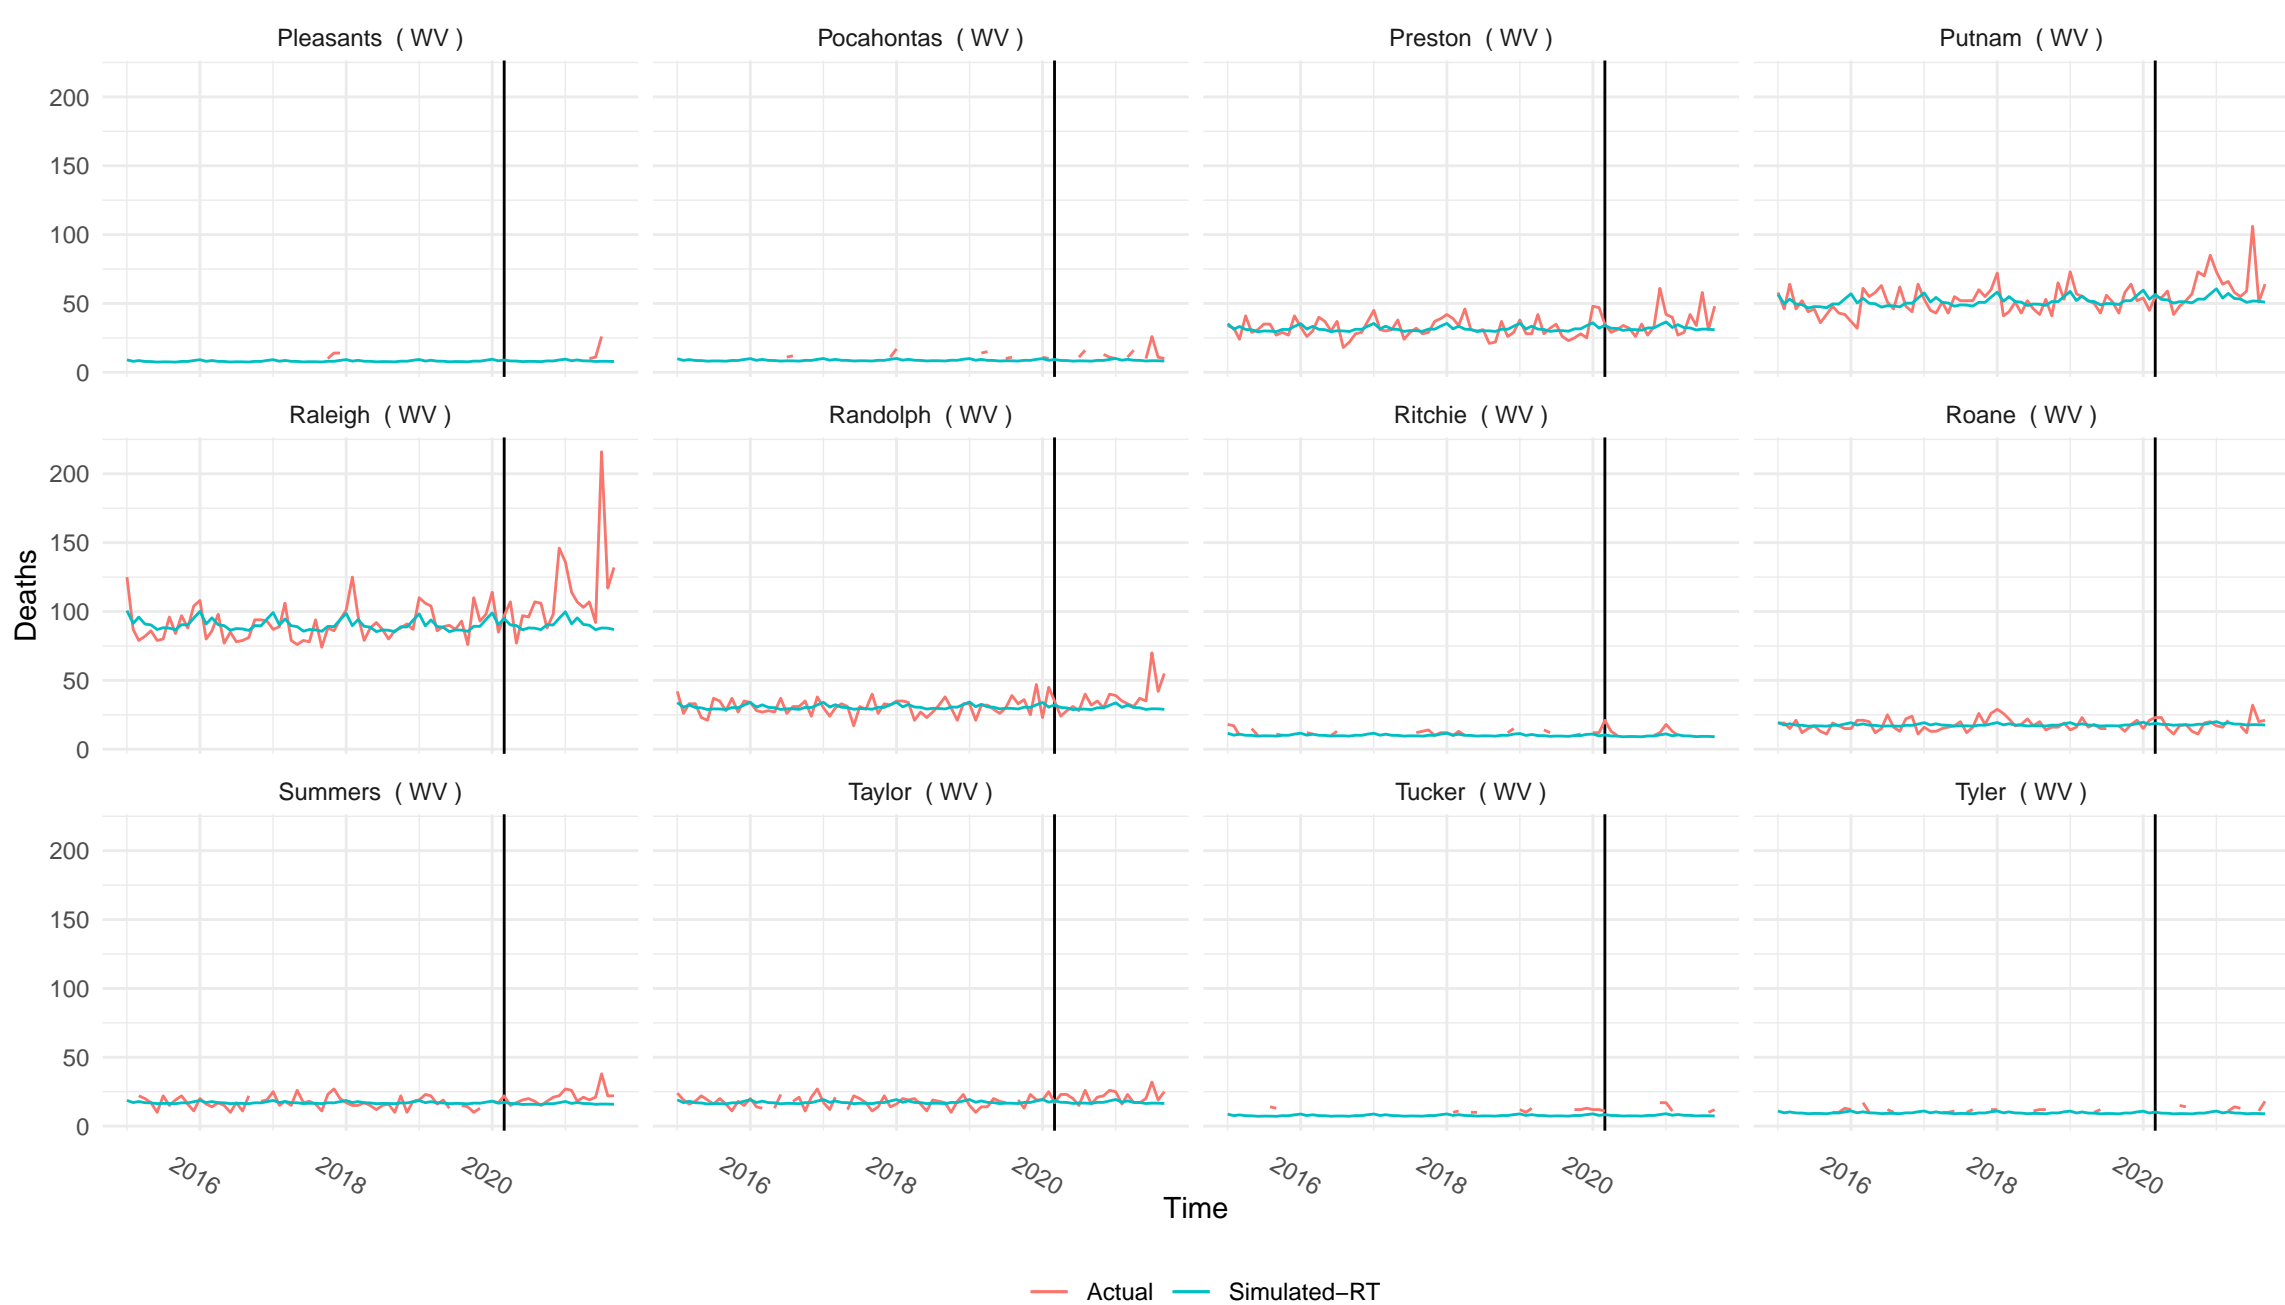 Pleasants ( WV ) Pocahontas ( WV ) Preston ( WV ) Putnam ( WV )
200
150
100
50
0
Raleigh ( WV ) Randolph ( WV ) Ritchie ( WV ) Roane ( WV )
200
150
100
50
0
Deaths
Summers ( WV ) Taylor ( WV ) Tucker ( WV ) Tyler ( WV )
200
150
100
50
0
2016 2018 2020 2016 2018 2020 2016 2018 2020 2016 2018 2020
Time
Actual Simulated−RT